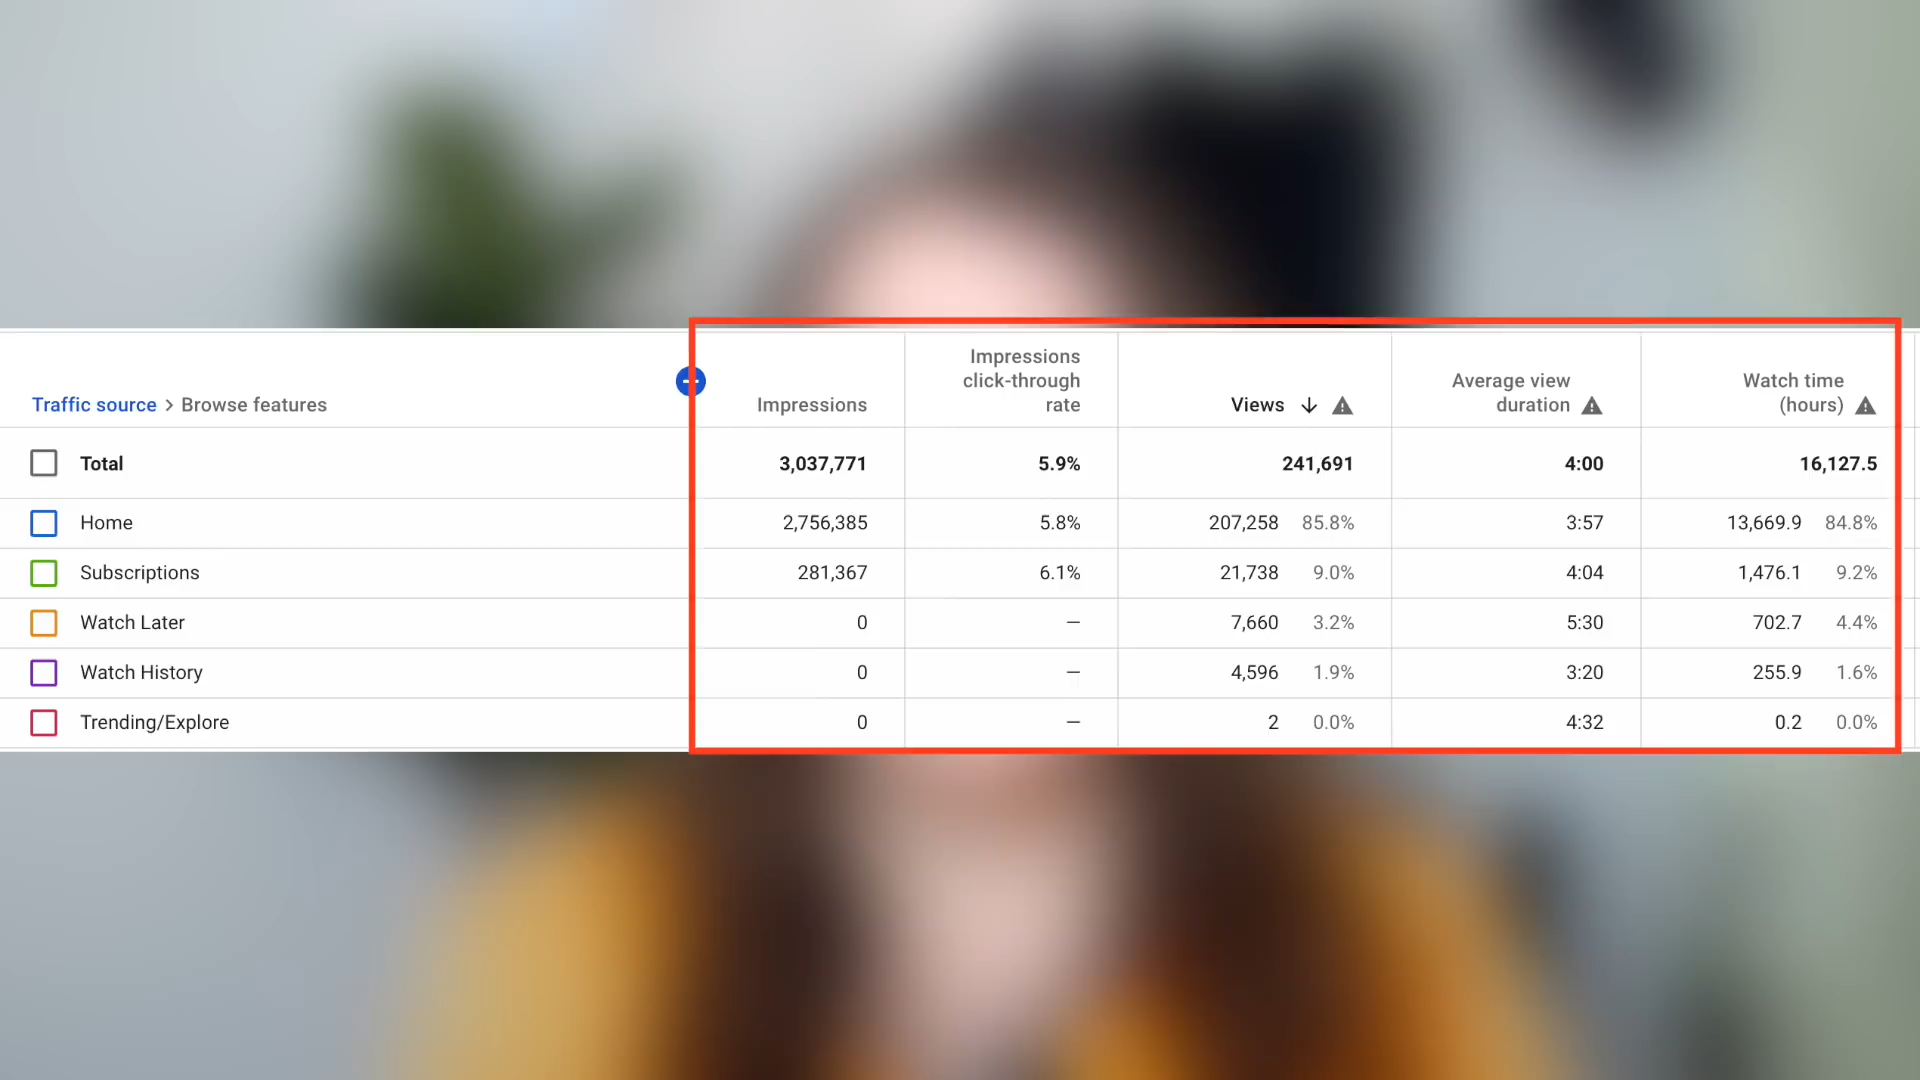 Impressions
click-through
rate
Average view
duration
Watch time
(hours)
Traffic source > Browse features
Impressions
Views
Total 3,037,771 5.9% 241,691 4:00 16,127.5
Home 2,756,385 5.8% 207,258 85.8% 3:57 13,669.9 84.8%
Subscriptions 281,367 6.1% 21,738 9.0% 4:04 1,476.1 9.2%
Watch Later 0 — 7,660 3.2% 5:30 702.7 4.4%
Watch History 0 — 4,596 1.9% 3:20 255.9 1.6%
Trending/Explore 0 — 2 0.0% 4:32 0.2 0.0%